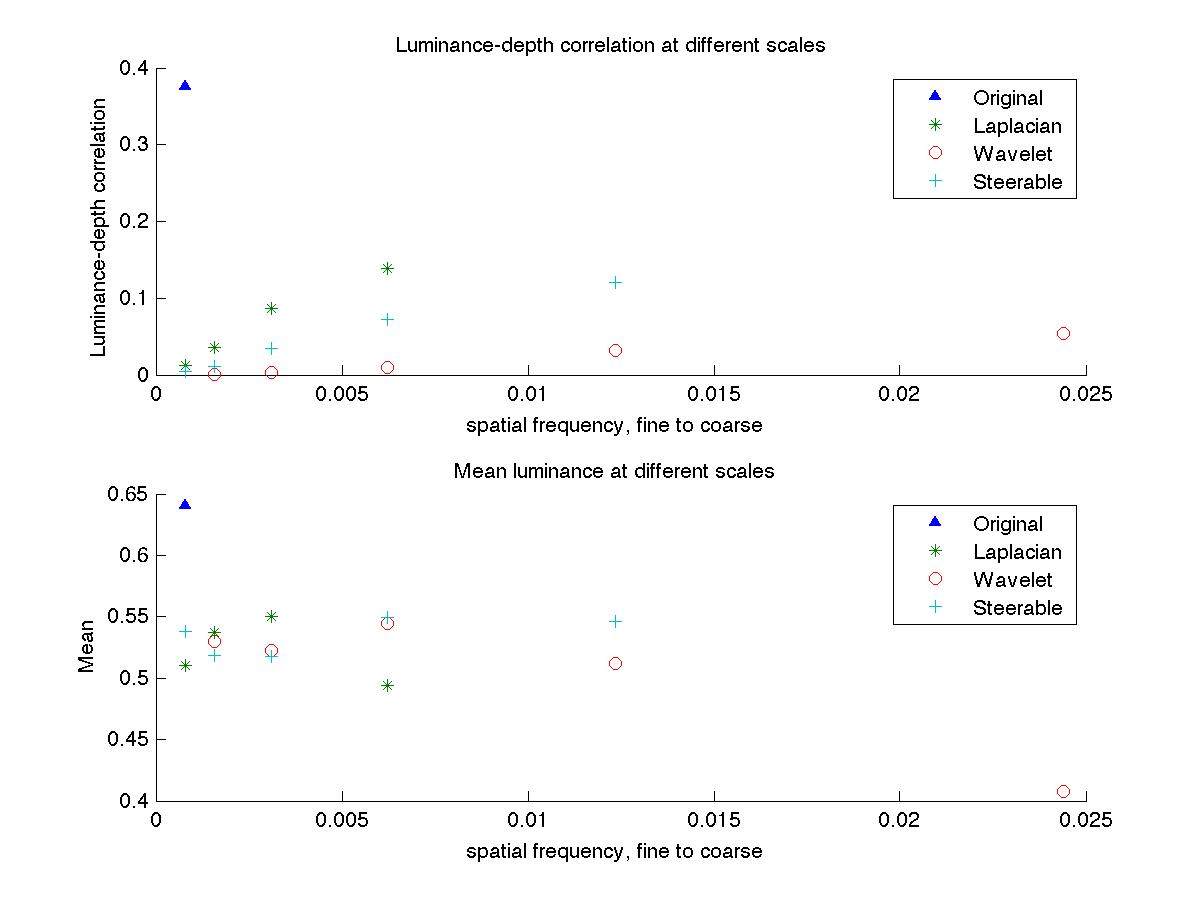 Luminance-depth correlation at different scales
0.4
0.3
0.2
0.1
0
Luminance-depth correlation
Original
Laplacian
Wavelet
Steerable
0 0.005 0.01 0.015 0.02 0.025
spatial frequency, fine to coarse
Mean luminance at different scales
0.65
0.6
0.55
0.5
0.45
0.4
Mean
Original
Laplacian
Wavelet
Steerable
0 0.005 0.01 0.015 0.02 0.025
spatial frequency, fine to coarse